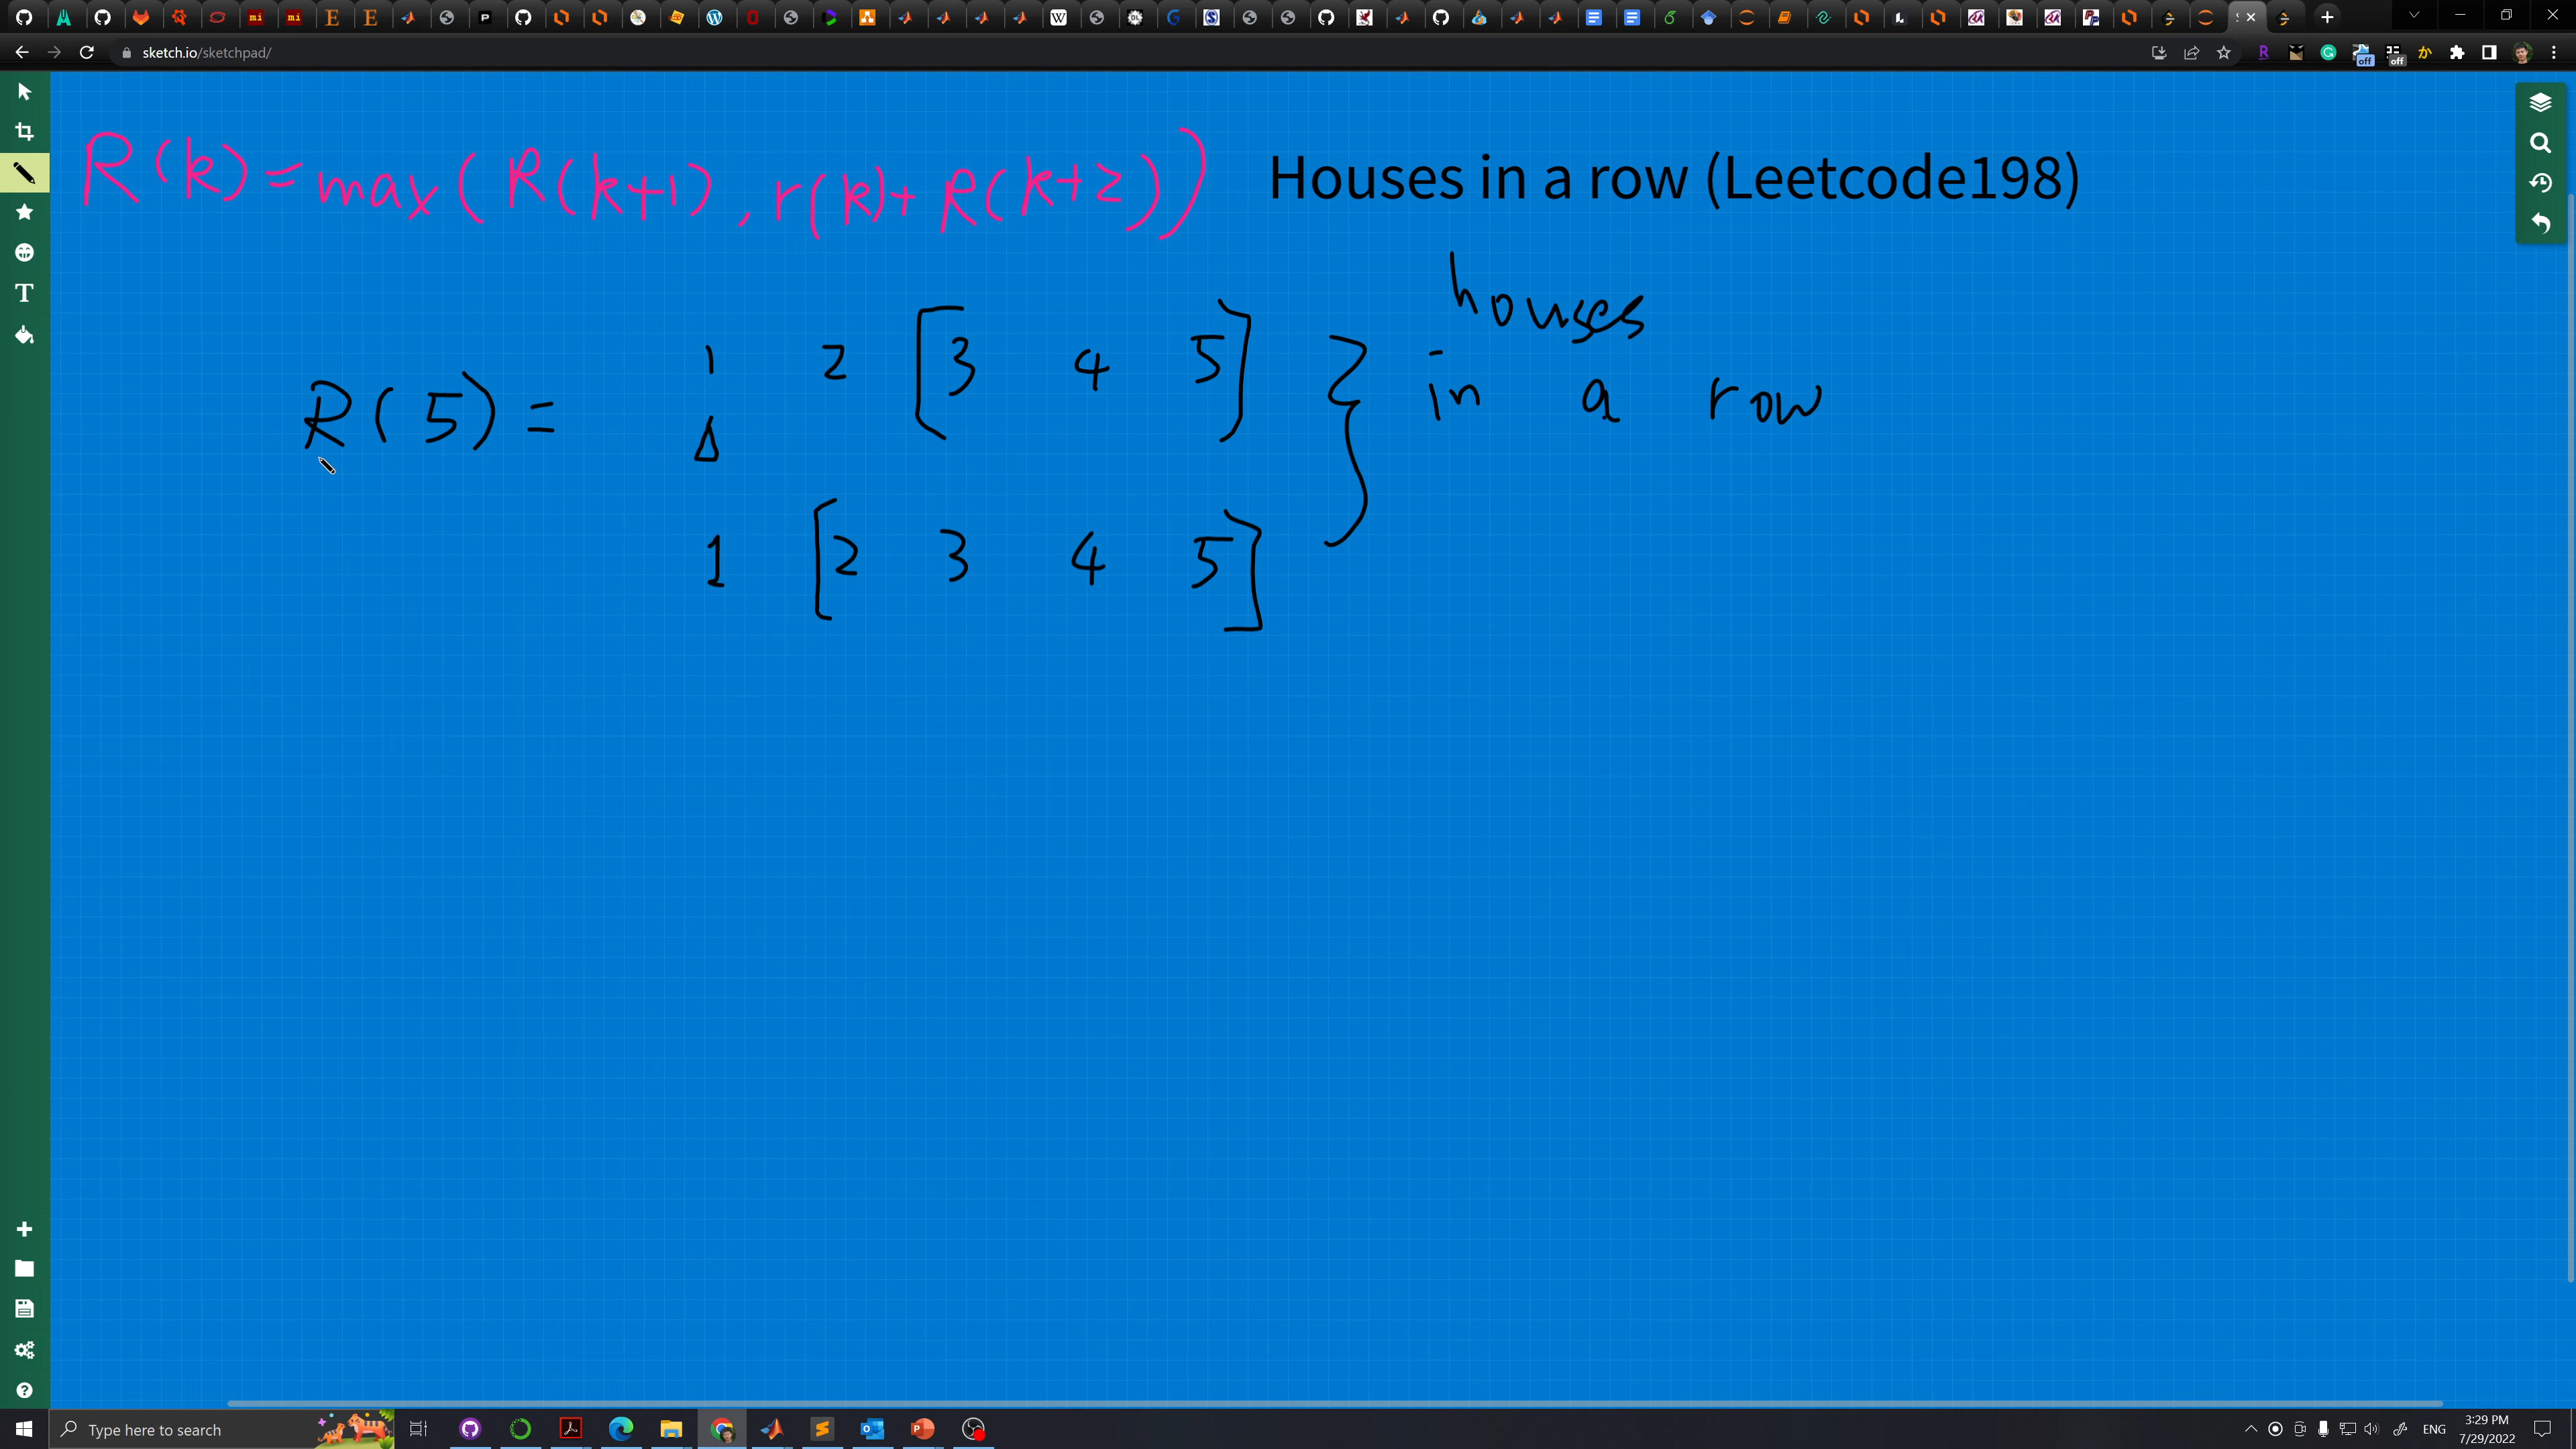 sketch.io/sketchpad/
R(k)=max(R(k+1), r(k)+R(k+2))
Houses in a row (Leetcode198)
houses
in a row
R(5)=
1 2 [3 4 5]
Δ
1 [2 3 4 5]
Type here to search
ENG
3:29 PM
7/29/2022